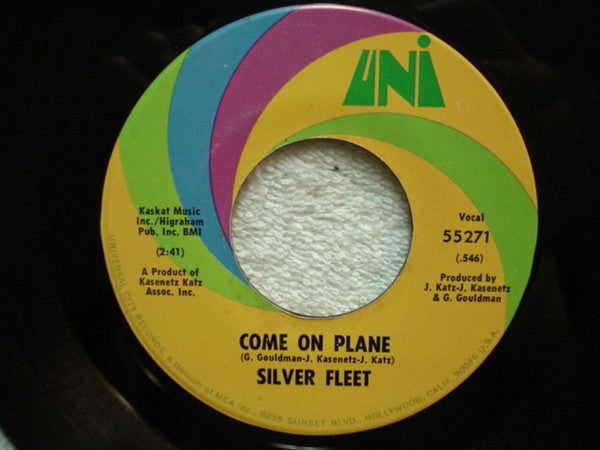 UNI
Kaskat Music
Inc./Higraham
Pub. Inc. BMI
(2:41)
A Product of
Kasenetz Katz
Assoc. Inc.
Vocal
55271
(.546)
Produced by
J. Katz-J. Kasenetz
& G. Gouldman
COME ON PLANE
(G. Gouldman-J. Kasenetz-J. Katz)
SILVER FLEET
UNIVERSAL CITY RECORDS, A Division of MCA Inc., 8255 SUNSET BLVD., HOLLYWOOD, CALIF. 90046 U.S.A.